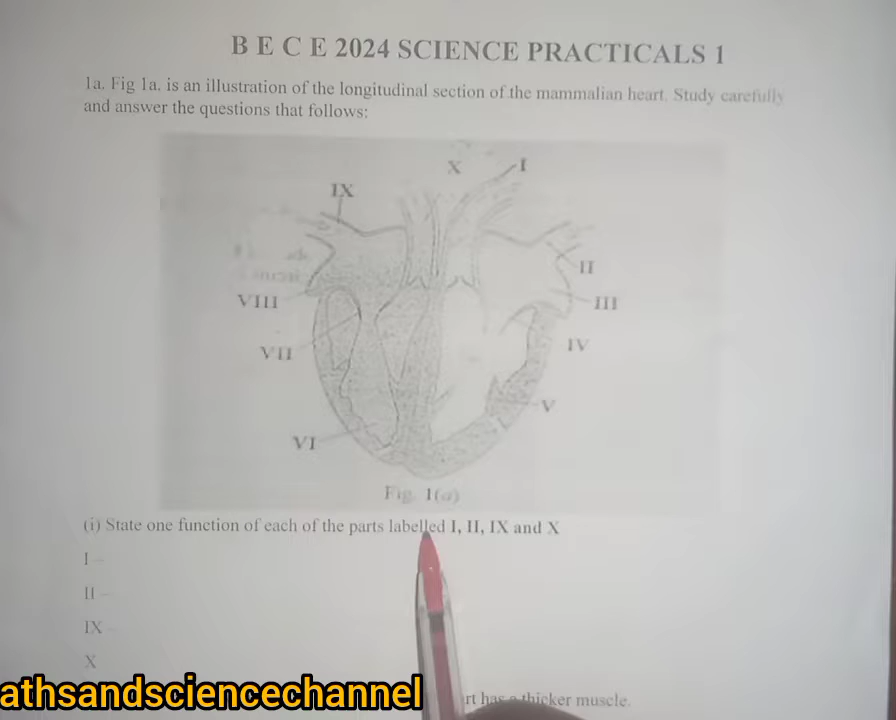 B E C E 2024 SCIENCE PRACTICALS 1
1a. Fig 1a. is an illustration of the longitudinal section of the mammalian heart. Study carefully
and answer the questions that follows:
X
I
IX
II
VIII
III
VII
IV
V
VI
Fig. 1(a)
(i) State one function of each of the parts labelled I, II, IX and X
I –
II –
IX
X
athsandsciencechannel
rt has a thicker muscle.